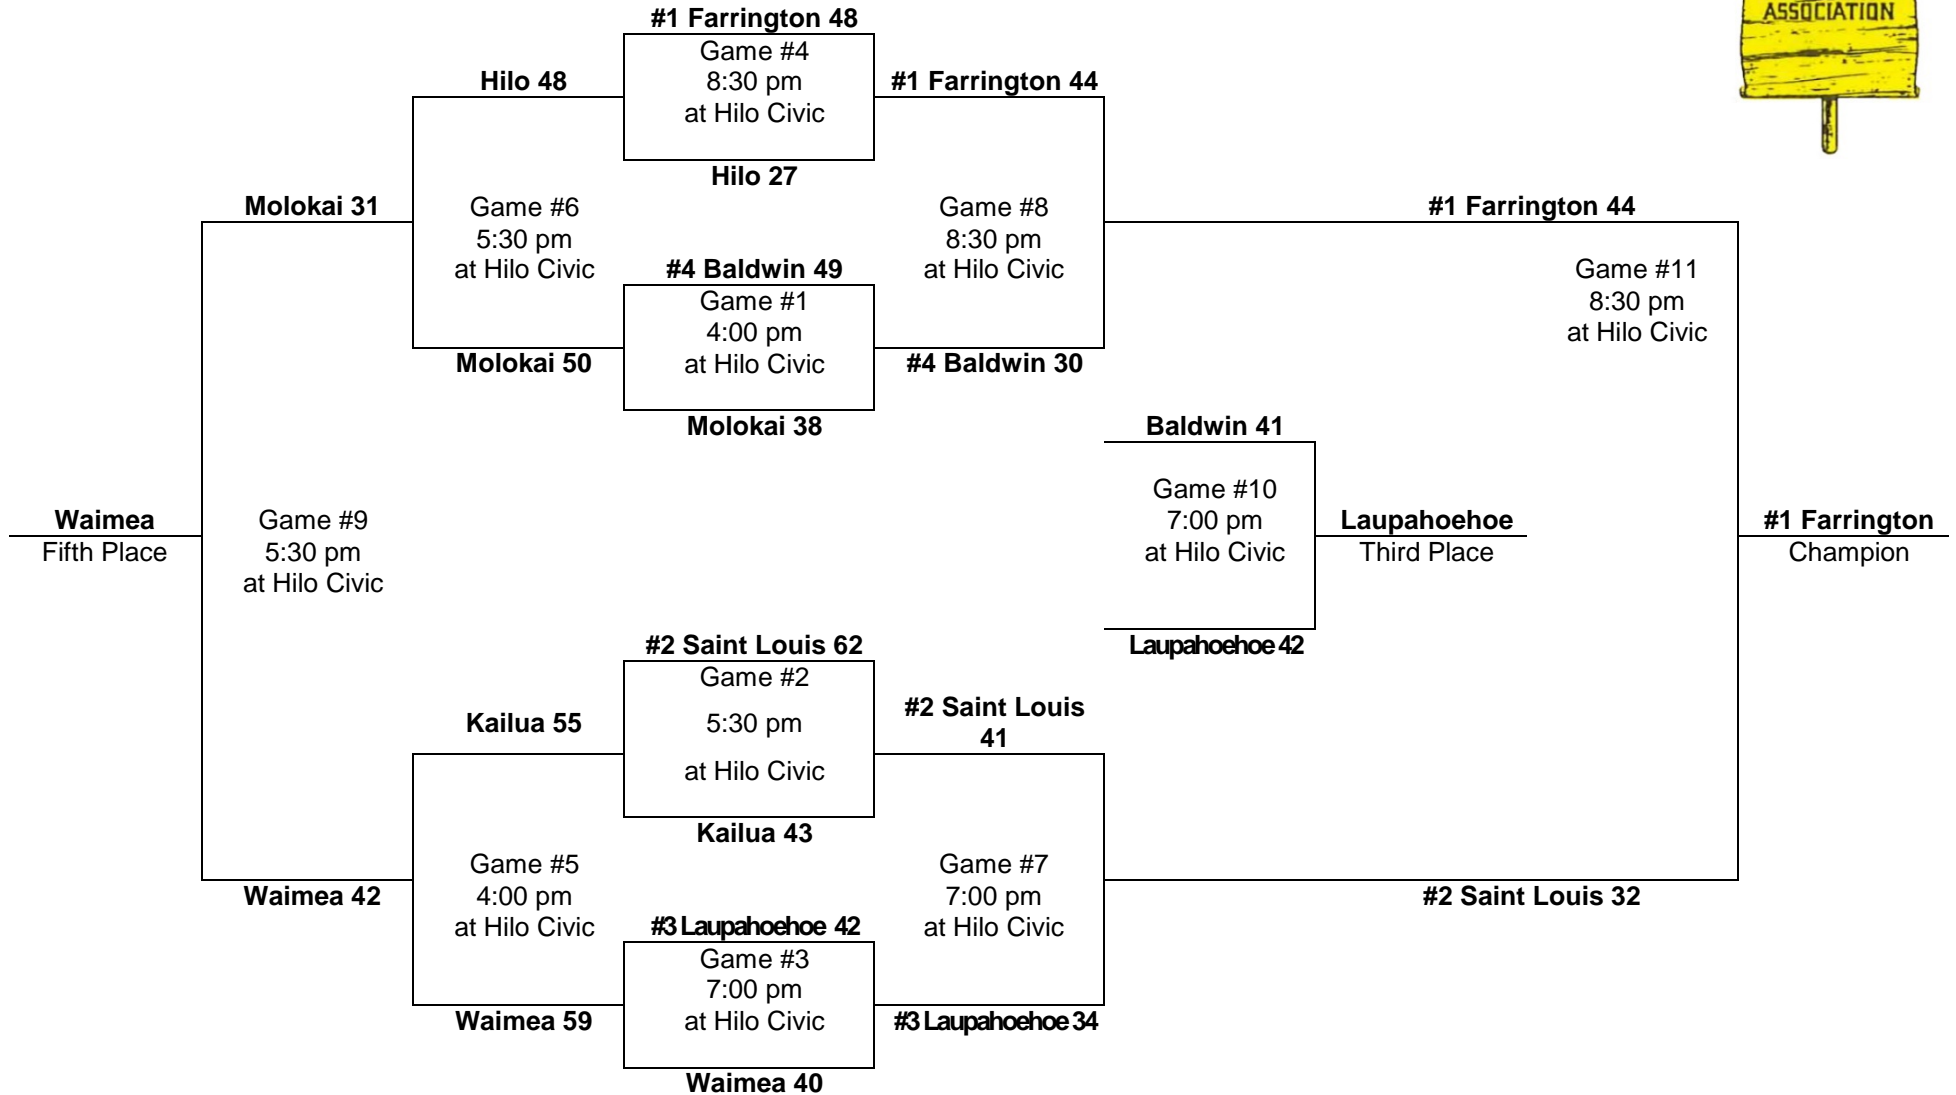 ASSOCIATION
#1 Farrington 48
Game #4
8:30 pm
at Hilo Civic
Hilo 27
Hilo 48
Game #6
5:30 pm
at Hilo Civic
Molokai 50
#4 Baldwin 49
Game #1
4:00 pm
at Hilo Civic
Molokai 38
#1 Farrington 44
Game #8
8:30 pm
at Hilo Civic
#4 Baldwin 30
Molokai 31
Game #9
5:30 pm
at Hilo Civic
Waimea 42
Waimea
Fifth Place
#1 Farrington 44
Game #11
8:30 pm
at Hilo Civic
#2 Saint Louis 32
Baldwin 41
Game #10
7:00 pm
at Hilo Civic
Laupahoehoe 42
Laupahoehoe
Third Place
#1 Farrington
Champion
#2 Saint Louis 62
Game #2
5:30 pm
at Hilo Civic
Kailua 43
Kailua 55
Game #5
4:00 pm
at Hilo Civic
Waimea 59
#3 Laupahoehoe 42
Game #3
7:00 pm
at Hilo Civic
Waimea 40
#2 Saint Louis
41
Game #7
7:00 pm
at Hilo Civic
#3 Laupahoehoe 34